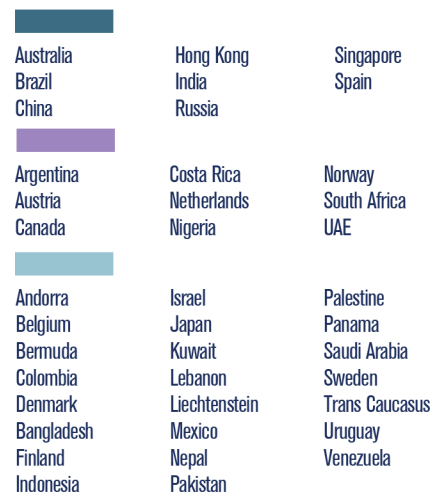 Australia Hong Kong Singapore
Brazil India Spain
China Russia
Argentina Costa Rica Norway
Austria Netherlands South Africa
Canada Nigeria UAE
Andorra Israel Palestine
Belgium Japan Panama
Bermuda Kuwait Saudi Arabia
Colombia Lebanon Sweden
Denmark Liechtenstein Trans Caucasus
Bangladesh Mexico Uruguay
Finland Nepal Venezuela
Indonesia Pakistan